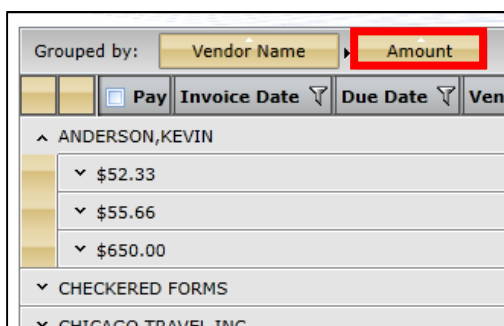 Grouped by: Vendor Name Amount
Pay Invoice Date Due Date Ven
ANDERSON,KEVIN
$52.33
$55.66
$650.00
CHECKERED FORMS
CHICAGO TRAVEL INC